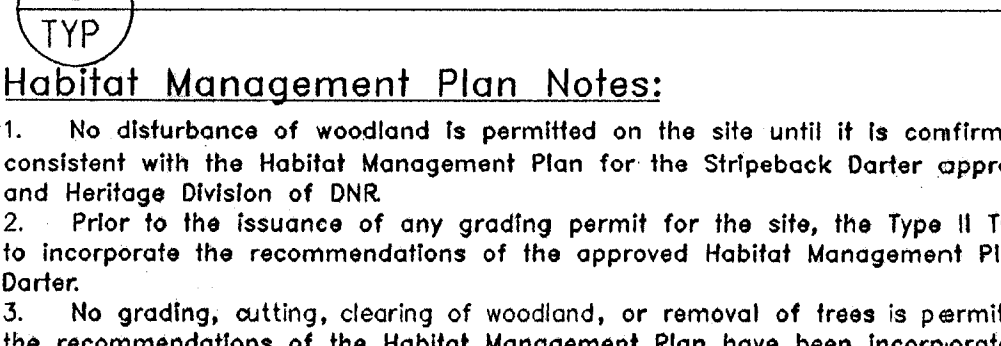 TYP
Habitat Management Plan Notes:
1. No disturbance of woodland is permitted on the site until it is comfirm
consistent with the Habitat Management Plan for the Stripeback Darter appr
and Heritage Division of DNR.
2. Prior to the issuance of any grading permit for the site, the Type II T
to incorporate the recommendations of the approved Habitat Management Pl
Darter.
3. No grading, cutting, clearing of woodland, or removal of trees is permit
the recommendations of the Habitat Management Plan have been incorporate